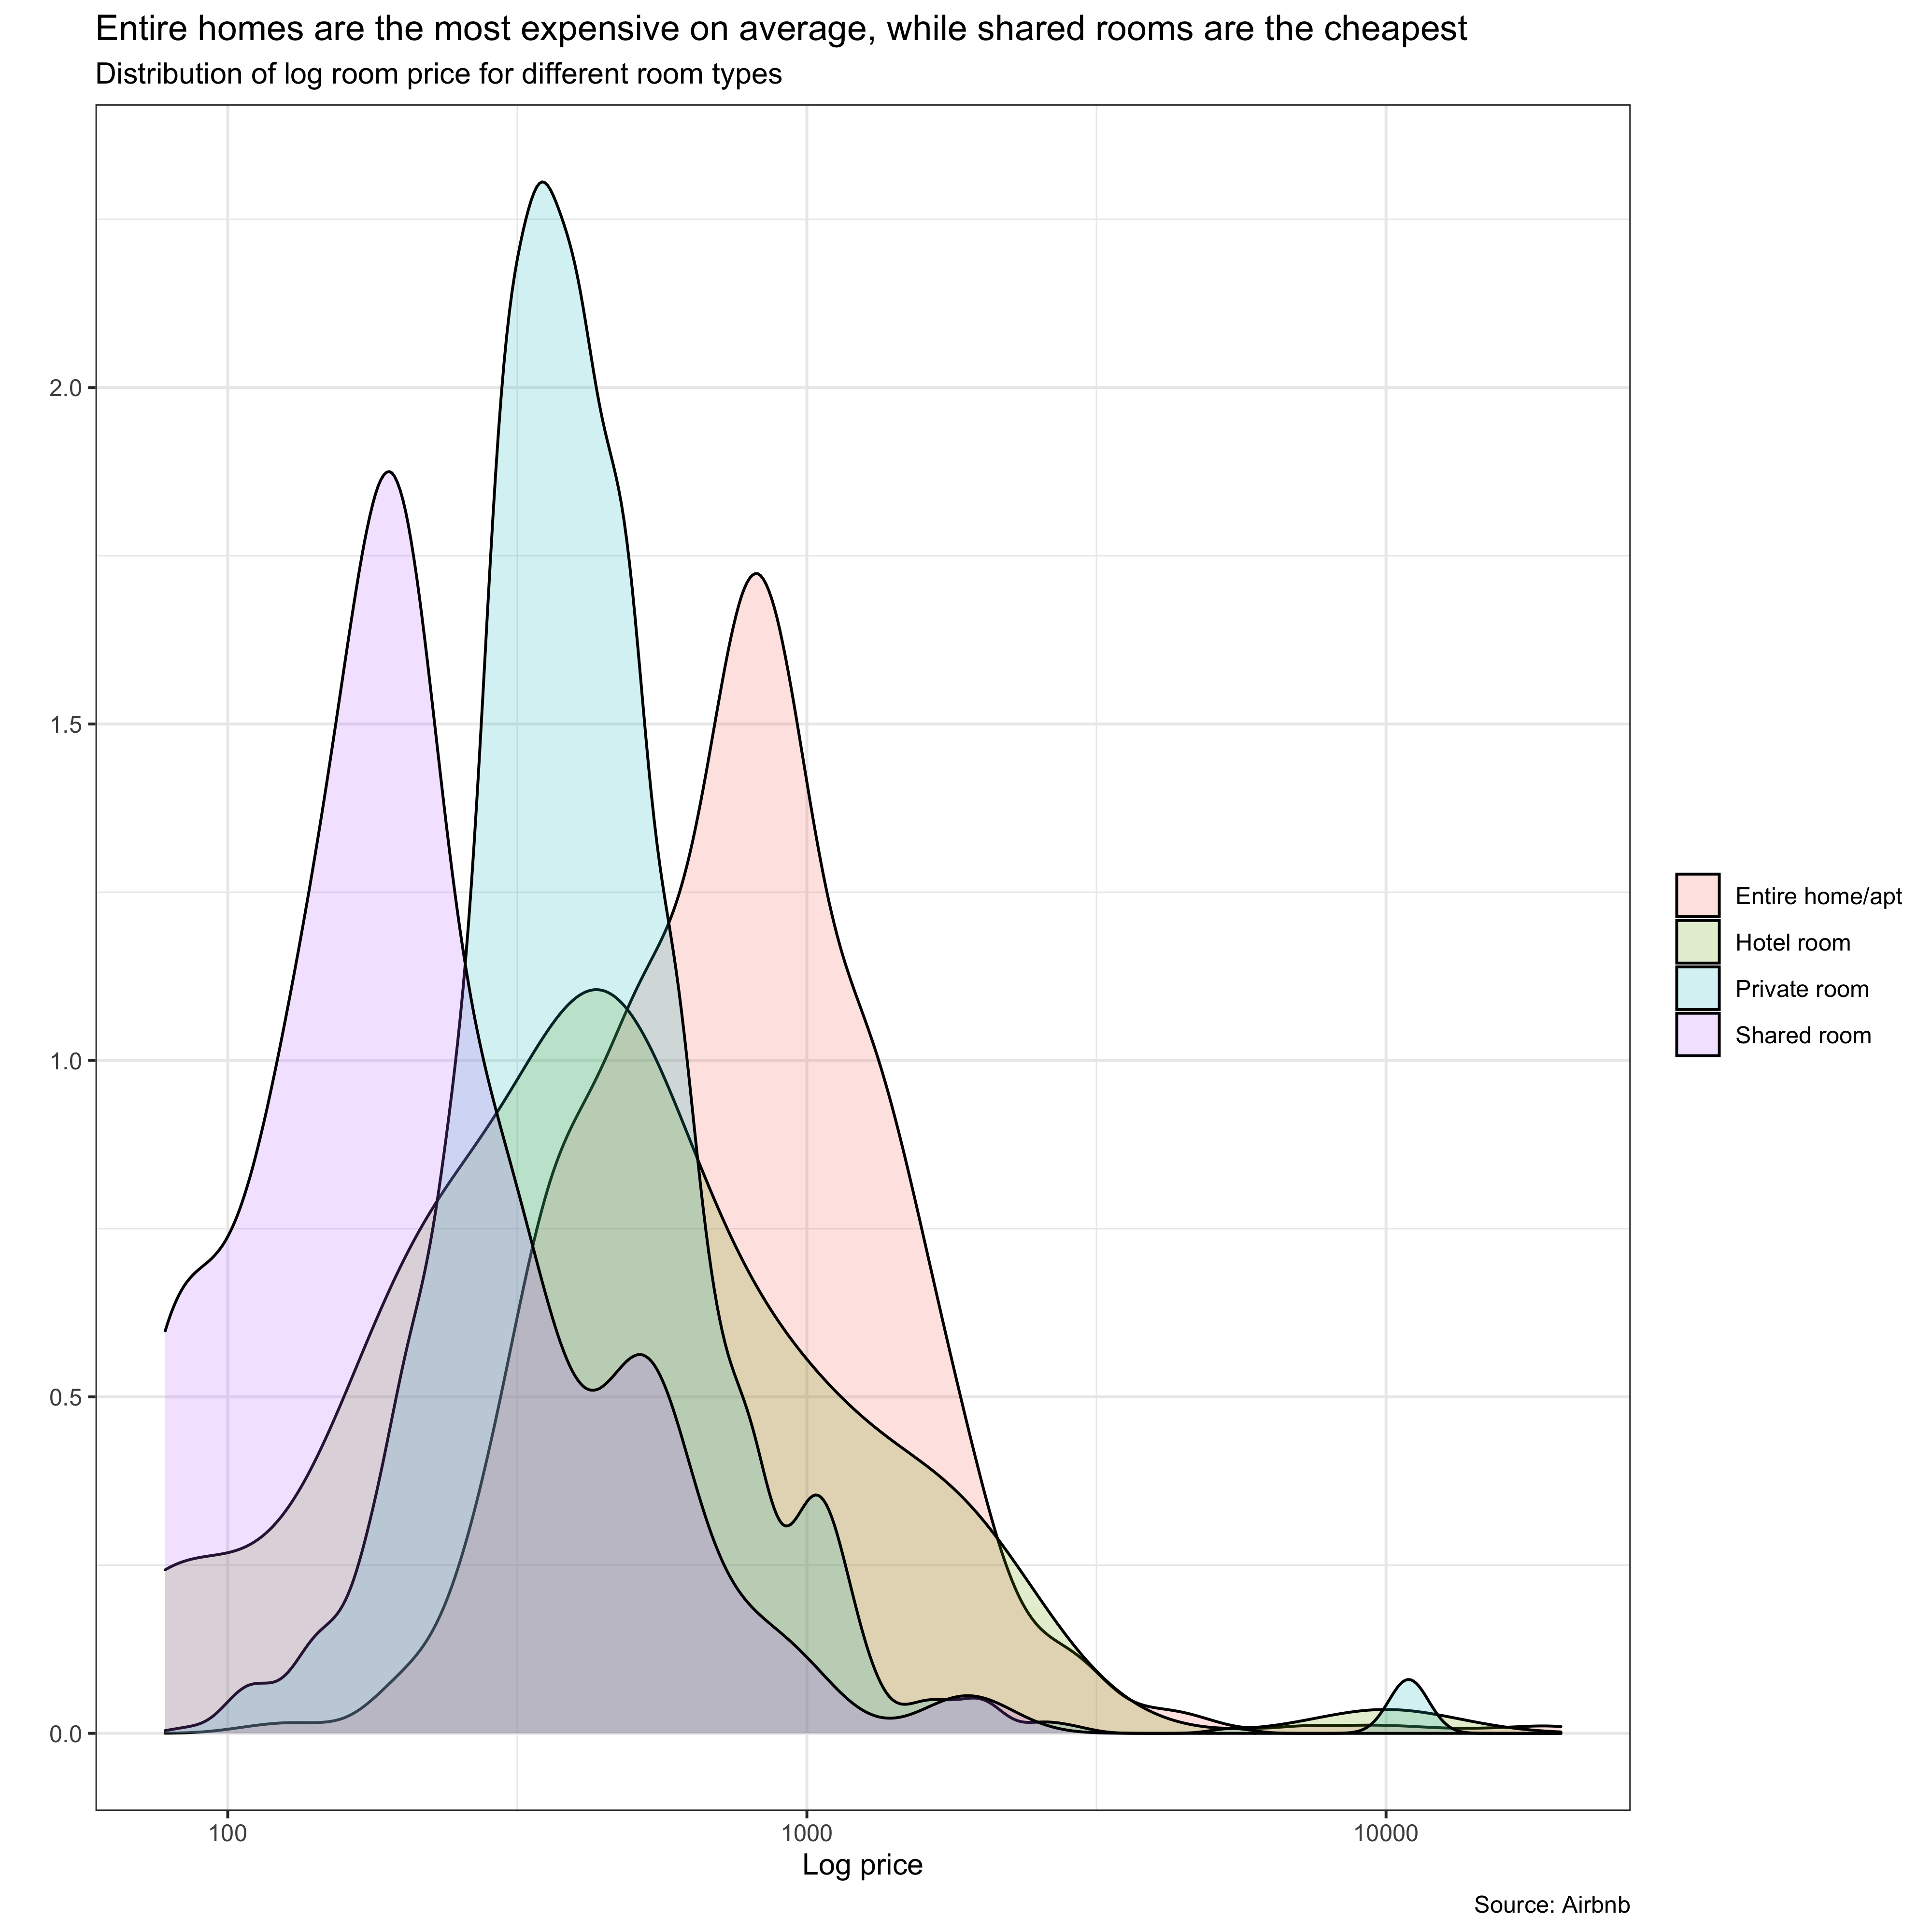 Entire homes are the most expensive on average, while shared rooms are the cheapest
Distribution of log room price for different room types
2.0
1.5
1.0
0.5
0.0
100
1000
10000
Log price
Entire home/apt
Hotel room
Private room
Shared room
Source: Airbnb